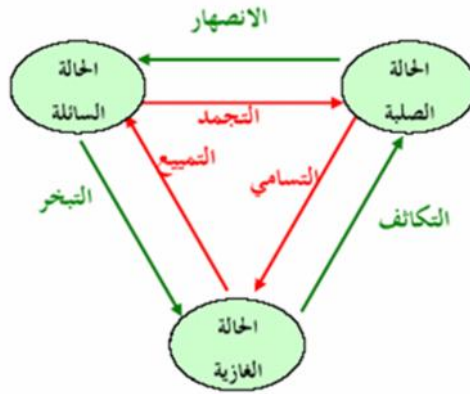 الانصهار
الحالة
الصلبة
الحالة
السائلة
التجمد
التمييع
التسامي
التبخر
التكاثف
الحالة
الغازية